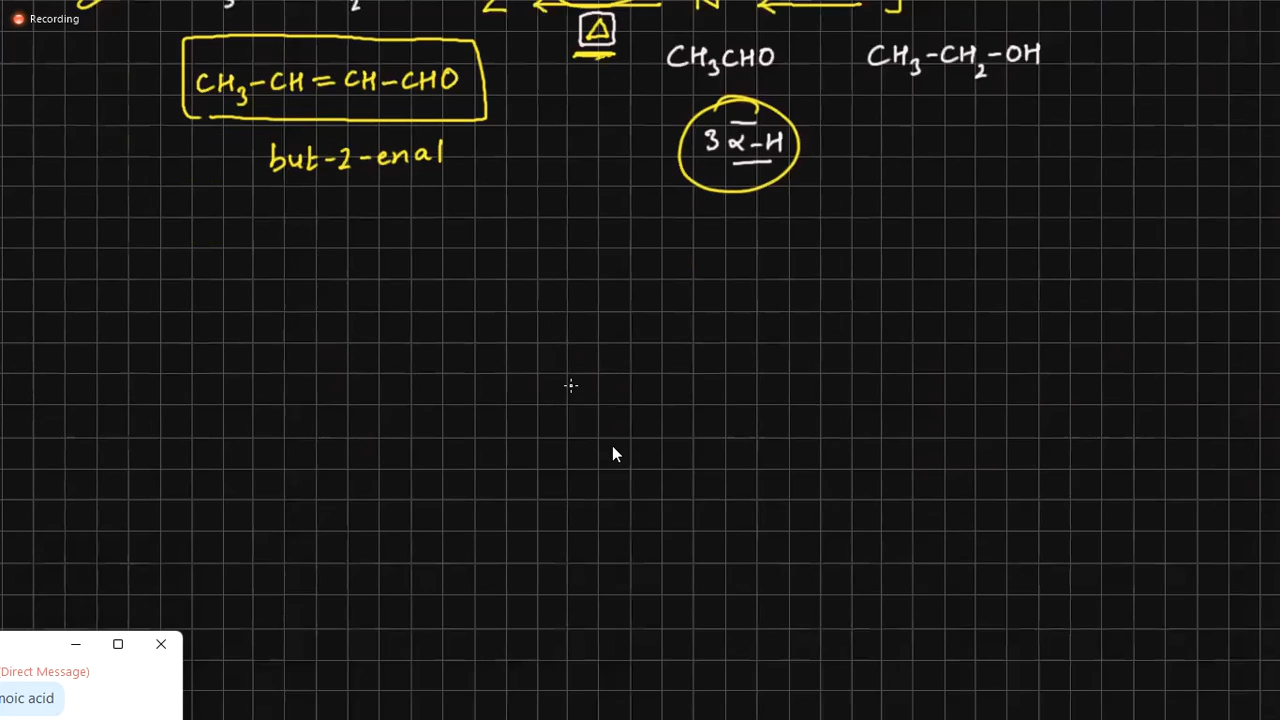 Recording
CH₃CHO CH₃-CH₂-OH
CH₃-CH=CH-CHO
3 α-H
but-2-enal
(Direct Message)
noic acid